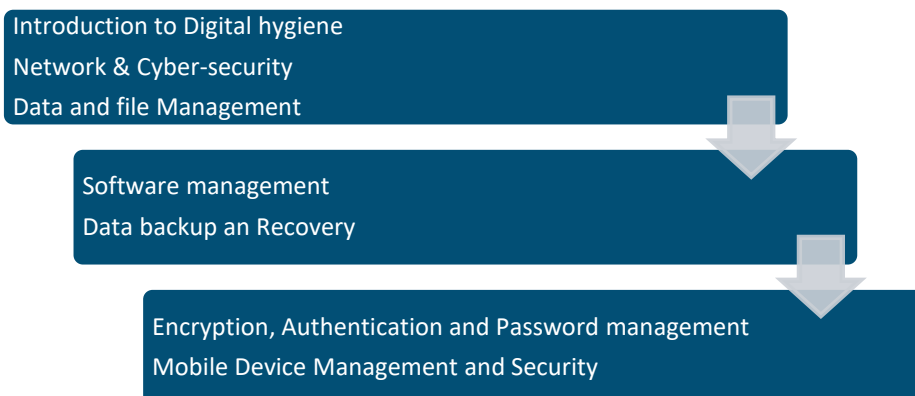 Introduction to Digital hygiene
Network & Cyber-security
Data and file Management
Software management
Data backup an Recovery
Encryption, Authentication and Password management
Mobile Device Management and Security